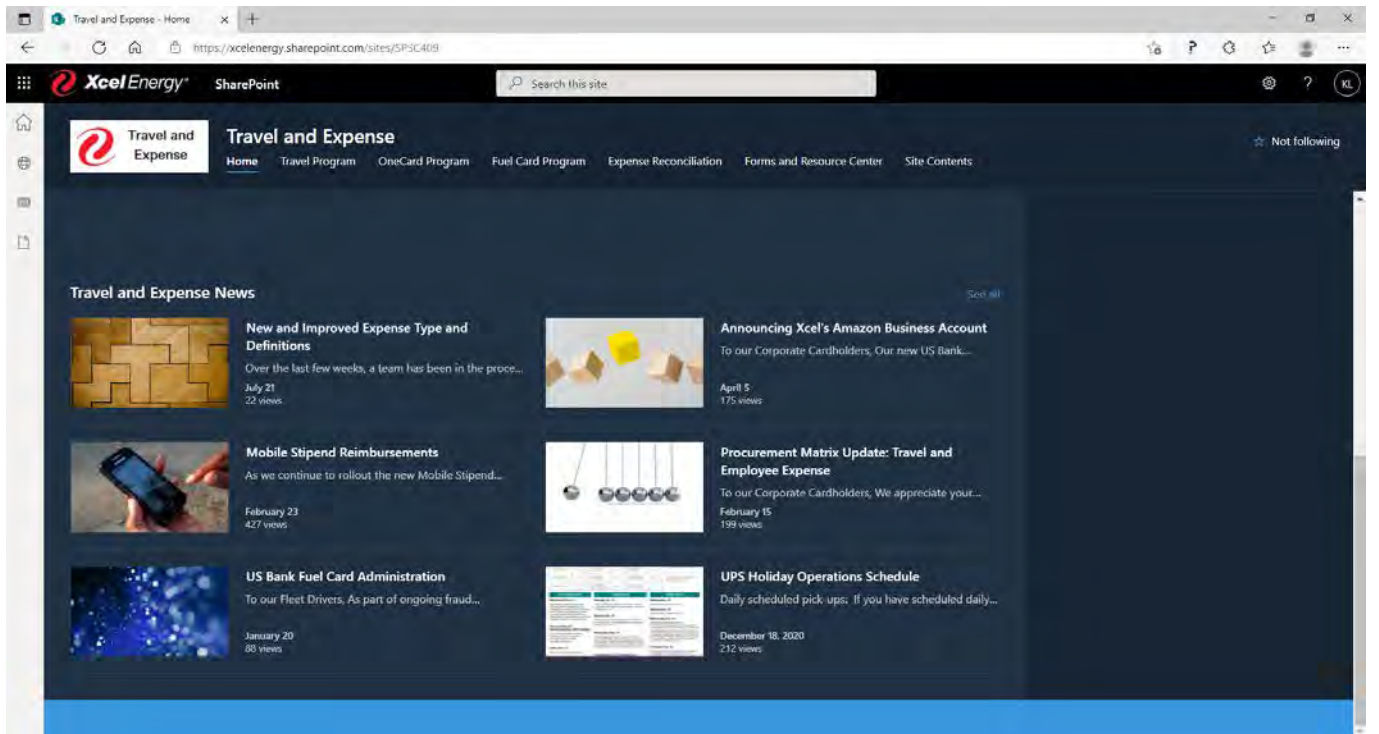 Travel and Expense - Home
https://xcelenergy.sharepoint.com/sites/SPSC409
Xcel Energy®
SharePoint
Search this site
KL
Travel and
Expense
Travel and Expense
Home
Travel Program
OneCard Program
Fuel Card Program
Expense Reconciliation
Forms and Resource Center
Site Contents
Not following
Travel and Expense News
See all
New and Improved Expense Type and
Definitions
Over the last few weeks, a team has been in the proce...
July 21
22 views
Announcing Xcel's Amazon Business Account
To our Corporate Cardholders, Our new US Bank...
April 5
175 views
Mobile Stipend Reimbursements
As we continue to rollout the new Mobile Stipend...
February 23
427 views
Procurement Matrix Update: Travel and
Employee Expense
To our Corporate Cardholders, We appreciate your...
February 15
199 views
US Bank Fuel Card Administration
To our Fleet Drivers, As part of ongoing fraud...
January 20
88 views
UPS Holiday Operations Schedule
Daily scheduled pick-ups: If you have scheduled daily...
December 18, 2020
212 views